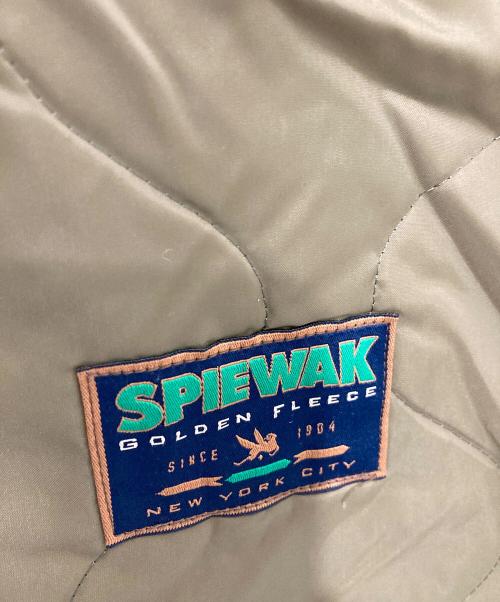 SPIEWAK
GOLDEN FLEECE
SINCE 1904
NEW YORK CITY